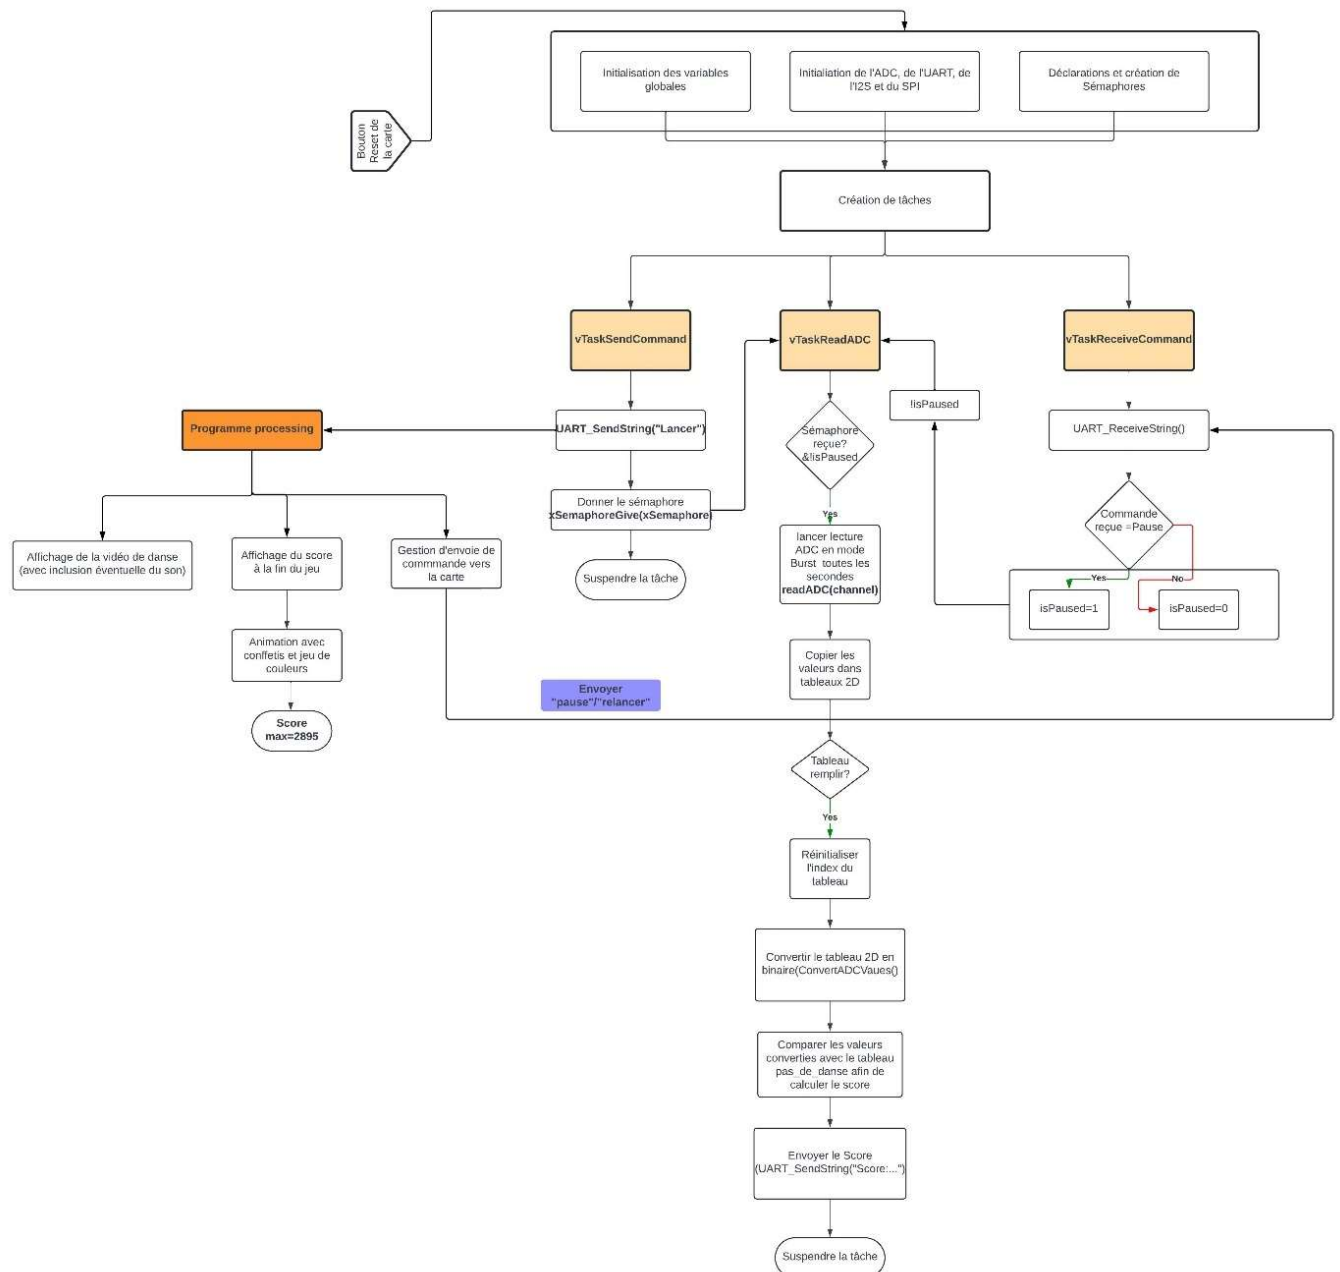 Initialisation des variables
globales
Initialiation de l'ADC, de l'UART, de
l'I2S et du SPI
Déclarations et création de
Sémaphores
Bouton
Reset de
la carte
Création de tâches
vTaskSendCommand
vTaskReadADC
vTaskReceiveCommand
!isPaused
Programme processing
UART_SendString("Lancer")
Sémaphore
reçue?
&!isPaused
UART_ReceiveString()
Donner le sémaphore
xSemaphoreGive(xSemaphore)
Yes
Commande
reçue =Pause
Affichage de la vidéo de danse
(avec inclusion éventuelle du son)
Affichage du score
à la fin du jeu
Gestion d'envoie de
commmande vers
la carte
Suspendre la tâche
lancer lecture
ADC en mode
Burst toutes les
secondes
readADC(channel)
Yes
No
isPaused=1
isPaused=0
Animation avec
conffetis et jeu de
couleurs
Copier les
valeurs dans
tableaux 2D
Envoyer
"pause"/"relancer"
Score
max=2895
Tableau
remplir?
Yes
Réinitialiser
l'index du
tableau
Convertir le tableau 2D en
binaire(ConvertADCVaues()
Comparer les valeurs
converties avec le tableau
pas_de_danse afin de
calculer le score
Envoyer le Score
(UART_SendString("Score:...")
Suspendre la tâche